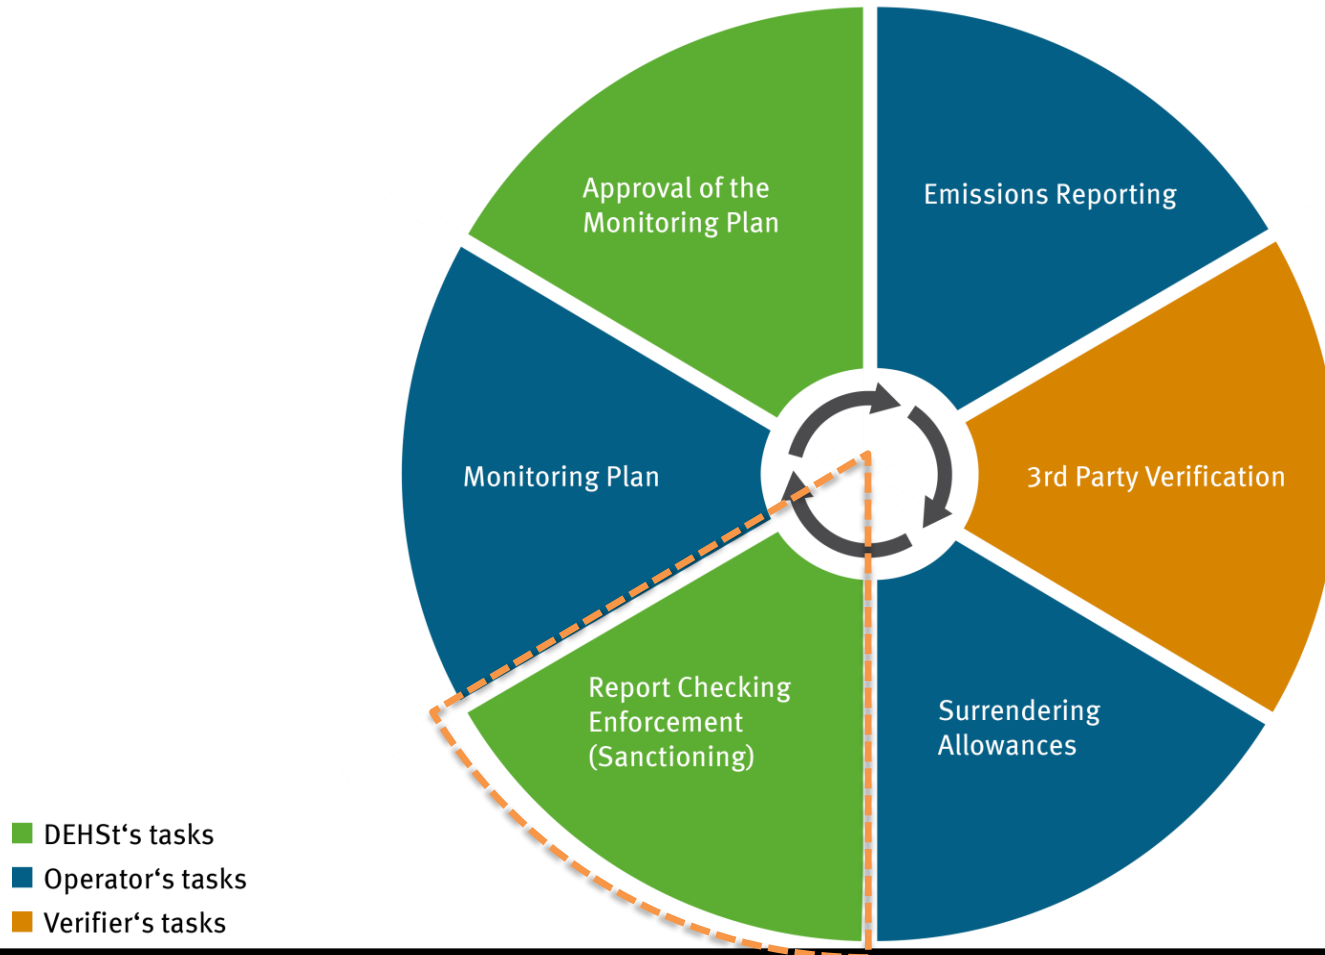 Approval of the
Monitoring Plan
Emissions Reporting
Monitoring Plan
3rd Party Verification
Report Checking
Enforcement
(Sanctioning)
Surrendering
Allowances
DEHSt‘s tasks
Operator‘s tasks
Verifier‘s tasks